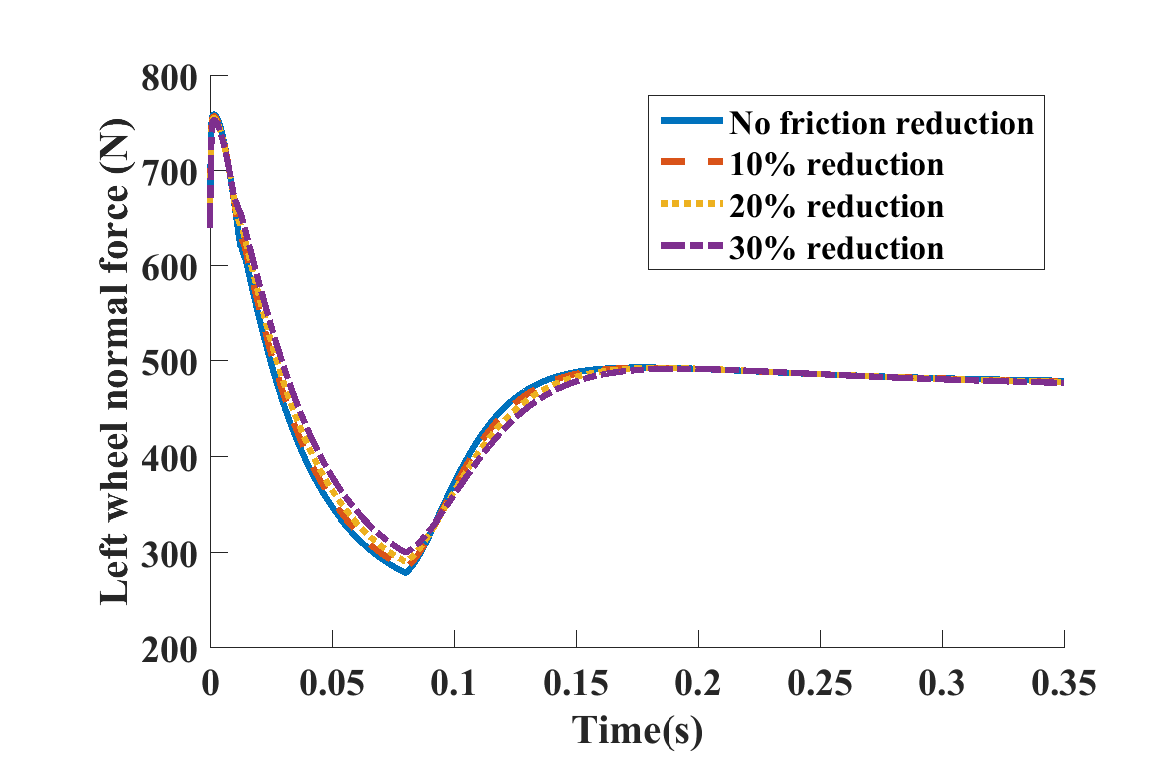 Left wheel normal force (N)
800
700
600
500
400
300
200
0
0.05
0.1
0.15
0.2
0.25
0.3
0.35
Time(s)
No friction reduction
10% reduction
20% reduction
30% reduction